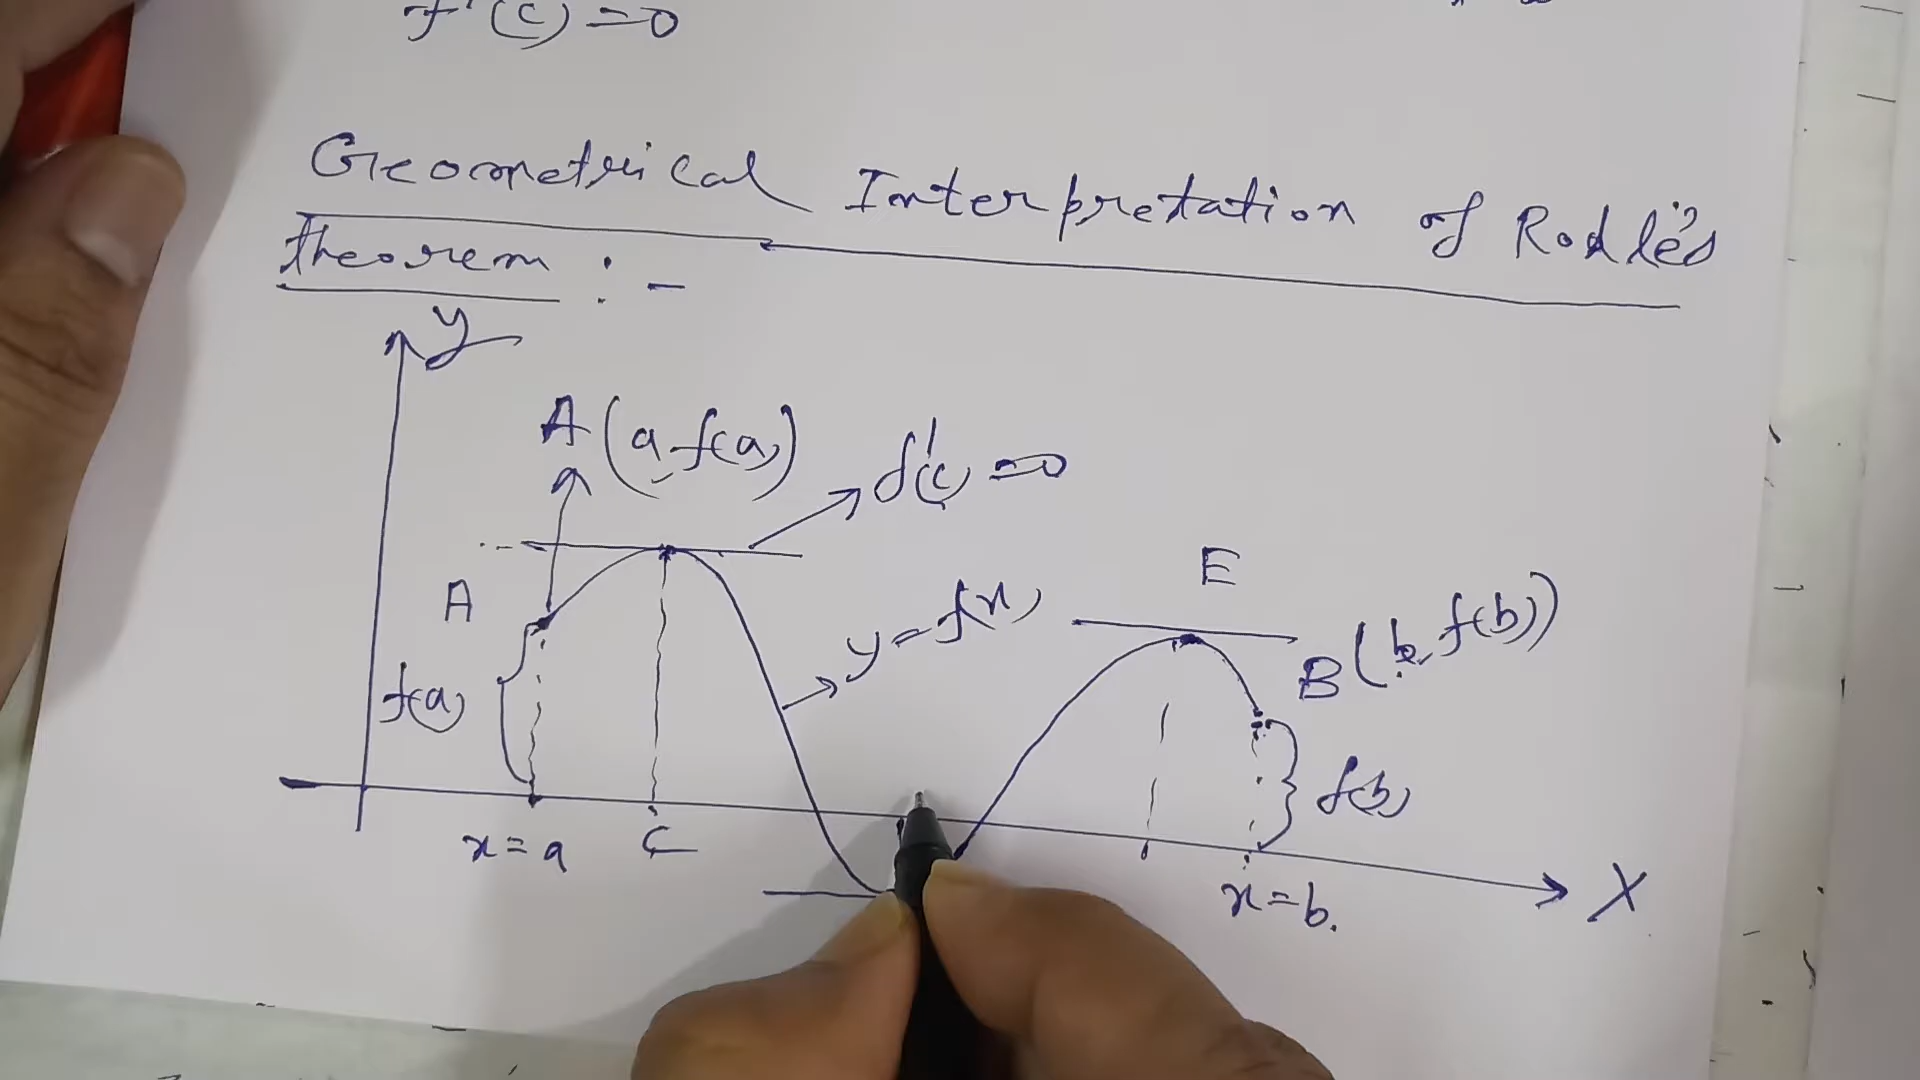 f'(c)=0
Geometrical Interpretation of Rolle's
theorem :-
y
A(a, f(a))
f'(c)=0
E
A
y=f(x)
B(b, f(b))
f(a)
f(b)
x=a
c
x=b.
X